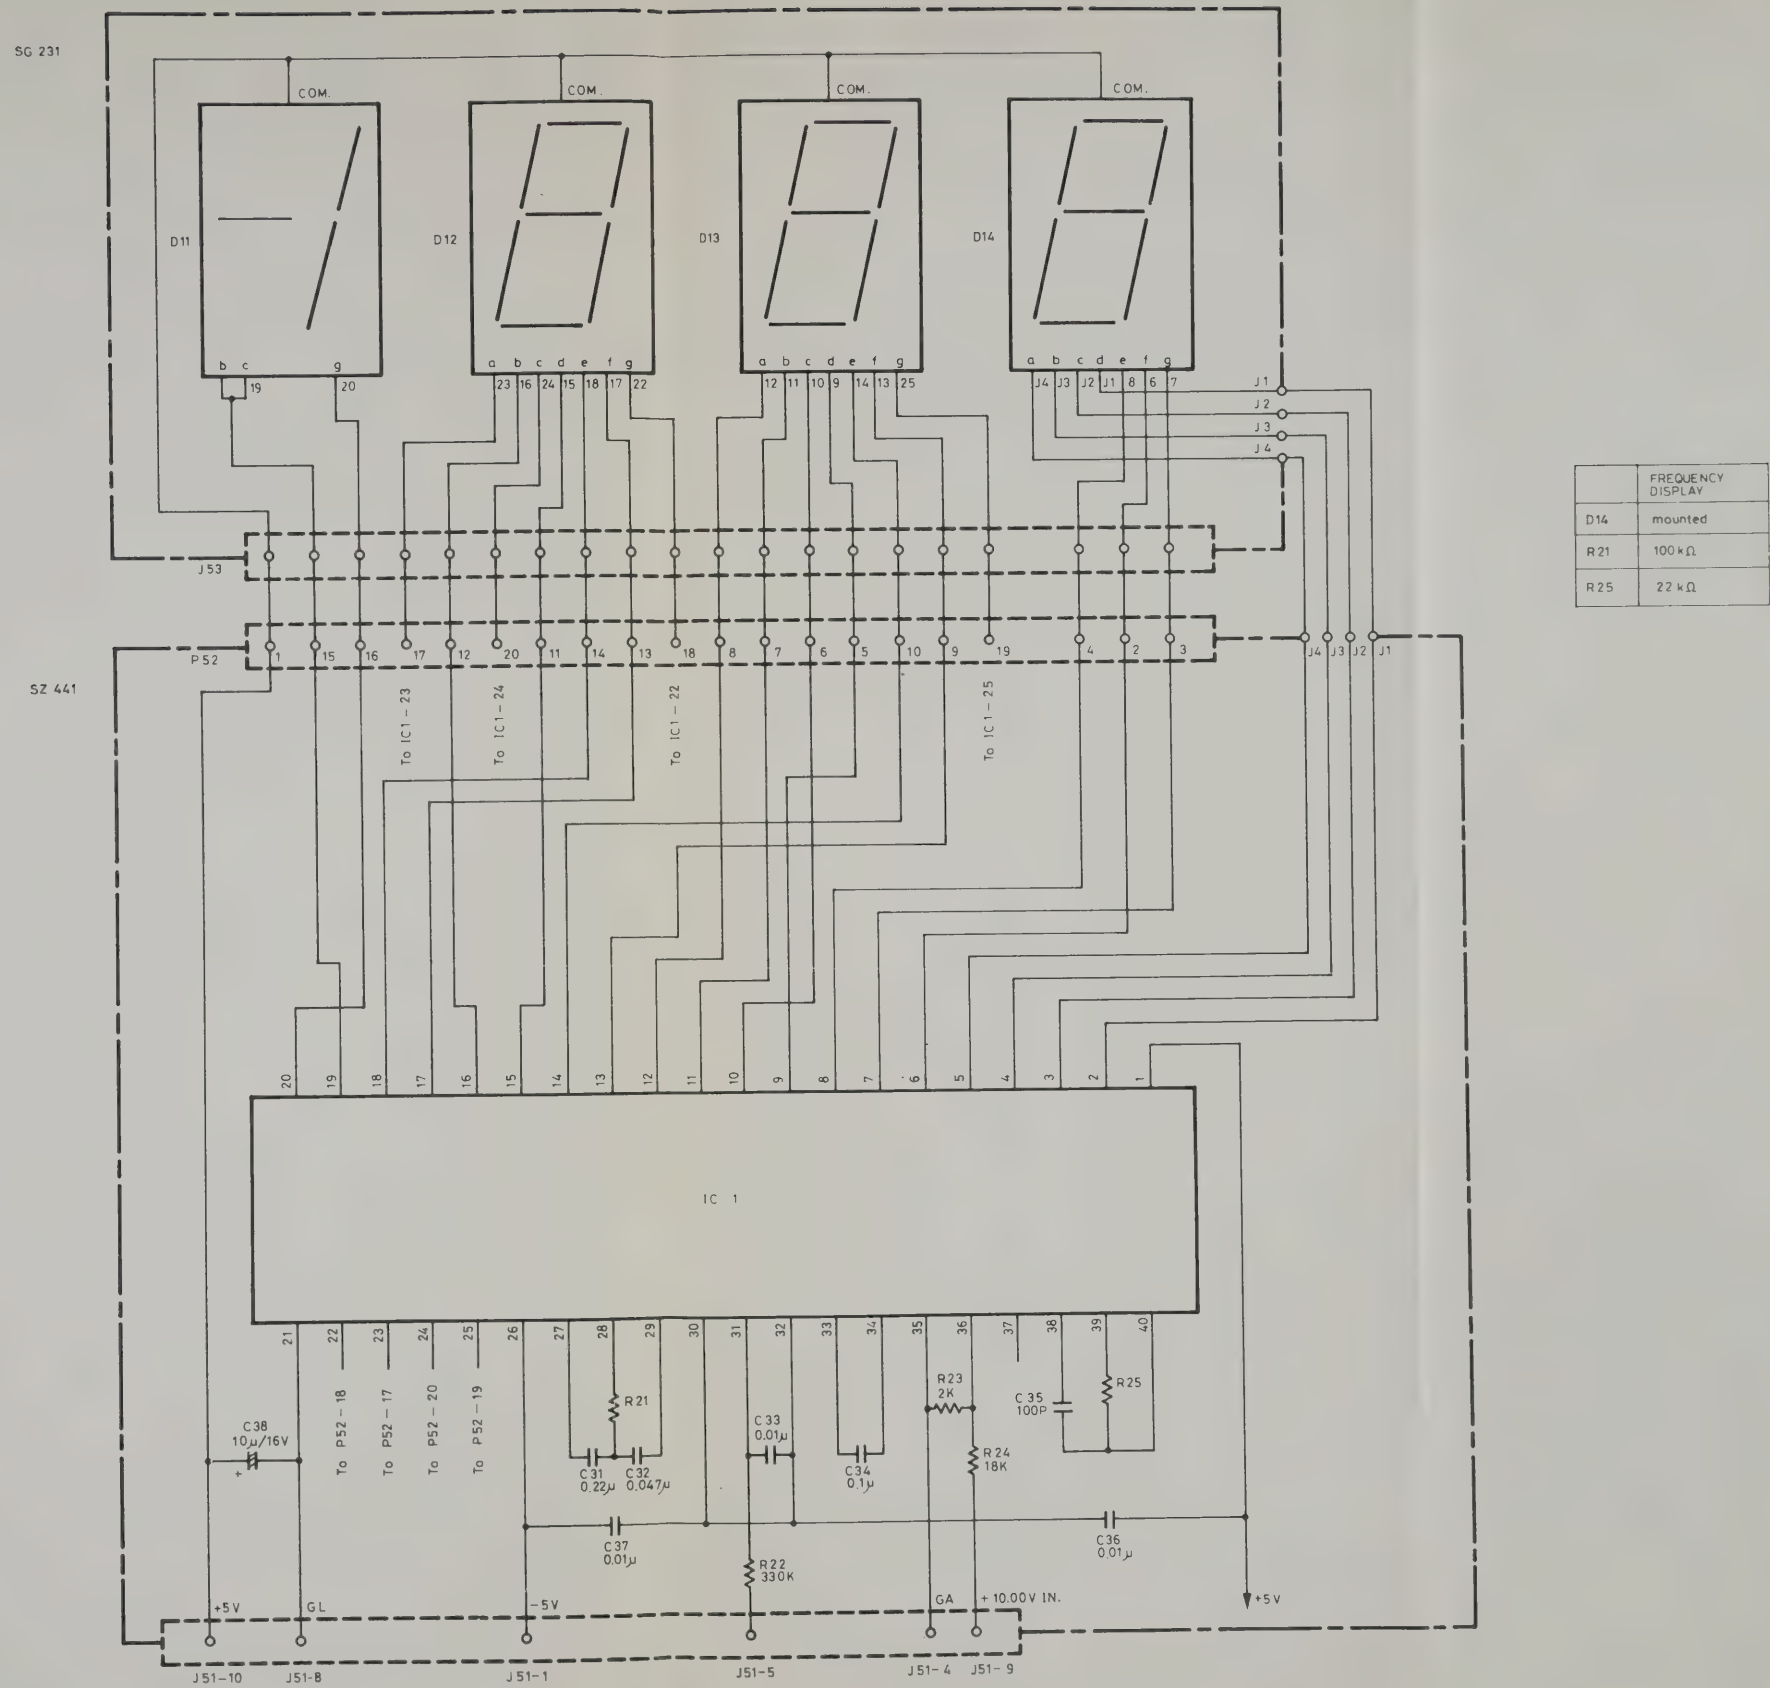 SG 231
COM. COM. COM. COM.
D11 D12 D13 D14
b c g
19 20
a b c d e f g
23 16 24 15 18 17 22
a b c d e f g
12 11 10 9 14 13 25
a b c d e f g
J4 J3 J2 J1 8 6 7
J1
J2
J3
J4
FREQUENCY
DISPLAY
D14 mounted
R21 100kΩ
R25 22kΩ
J53
P52
1 15 16 17 12 20 11 14 13 18 8 7 6 5 10 9 19 4 2 3 J4 J3 J2 J1
SZ 441
To IC1-23
To IC1-24
To IC1-22
To IC1-25
20 19 18 17 16 15 14 13 12 11 10 9 8 7 6 5 4 3 2 1
IC 1
21 22 23 24 25 26 27 28 29 30 31 32 33 34 35 36 37 38 39 40
To P52-18
To P52-17
To P52-20
To P52-19
C38
10µ/16V
+
R21
C31
0.22µ
C32
0.047µ
C33
0.01µ
C34
0.1µ
R23
2K
R24
18K
C35
100P
R25
C37
0.01µ
C36
0.01µ
R22
330K
+5V GL -5V GA +10.00V IN. +5V
J51-10 J51-8 J51-1 J51-5 J51-4 J51-9